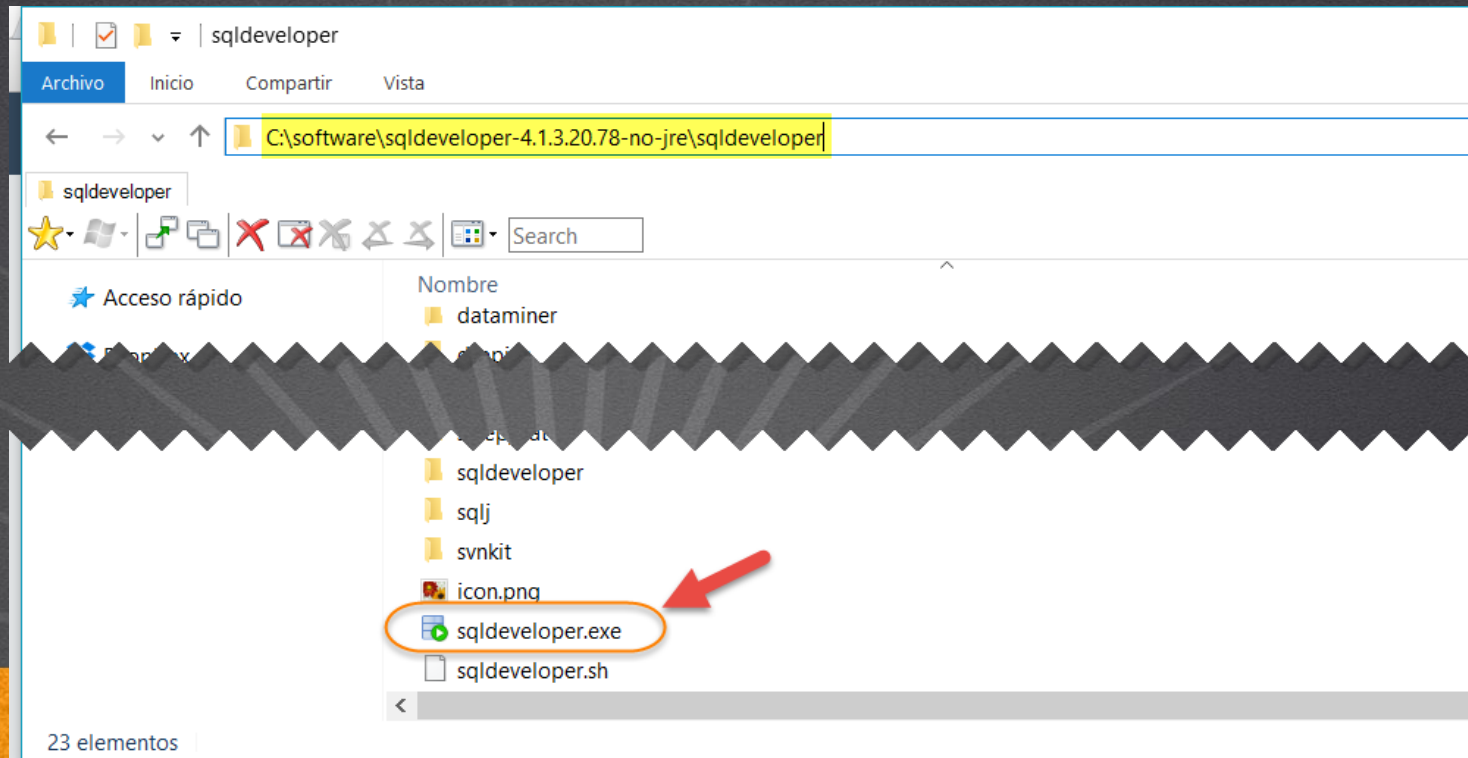 sqldeveloper
Archivo Inicio Compartir Vista
C:\software\sqldeveloper-4.1.3.20.78-no-jre\sqldeveloper
sqldeveloper
Search
Nombre
Acceso rápido
dataminer
sqldeveloper
sqlj
svnkit
icon.png
sqldeveloper.exe
sqldeveloper.sh
23 elementos